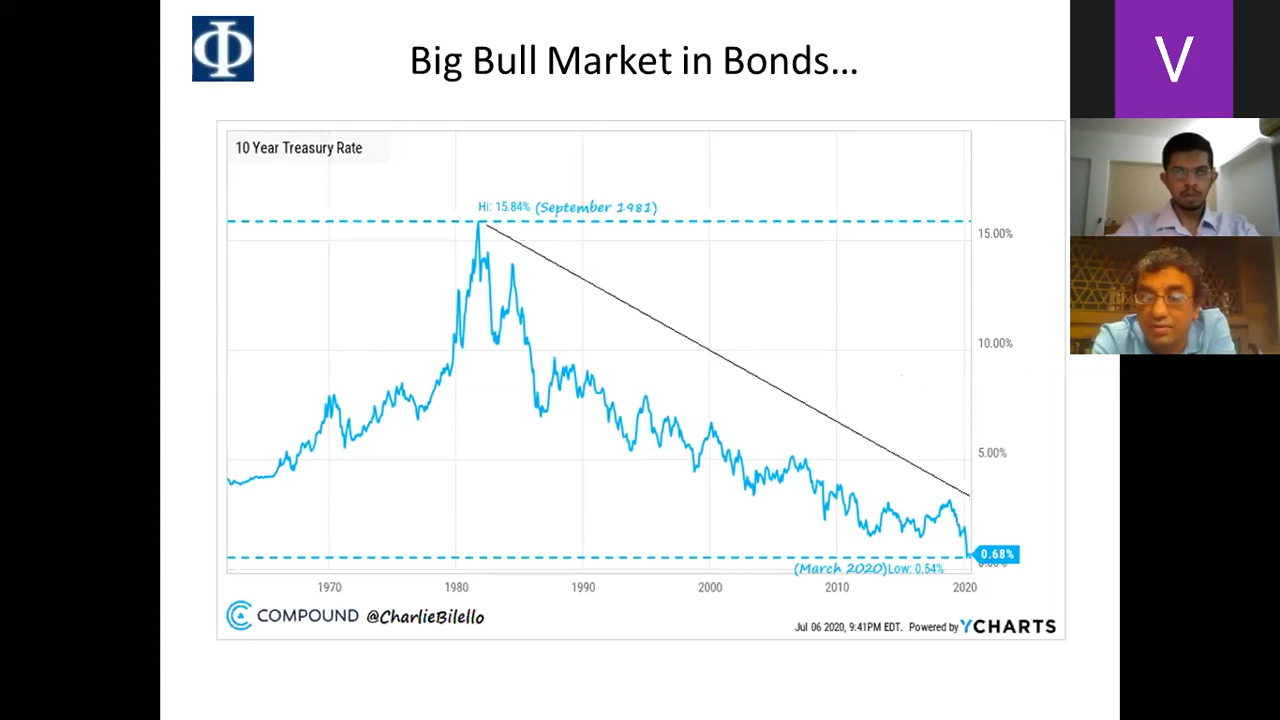 Big Bull Market in Bonds...
V
10 Year Treasury Rate
Hi: 15.84% (September 1981)
15.00%
10.00%
5.00%
0.68%
(March 2020) Low: 0.54%
1970 1980 1990 2000 2010 2020
COMPOUND @CharlieBilello
Jul 06 2020, 9:41PM EDT. Powered by YCHARTS